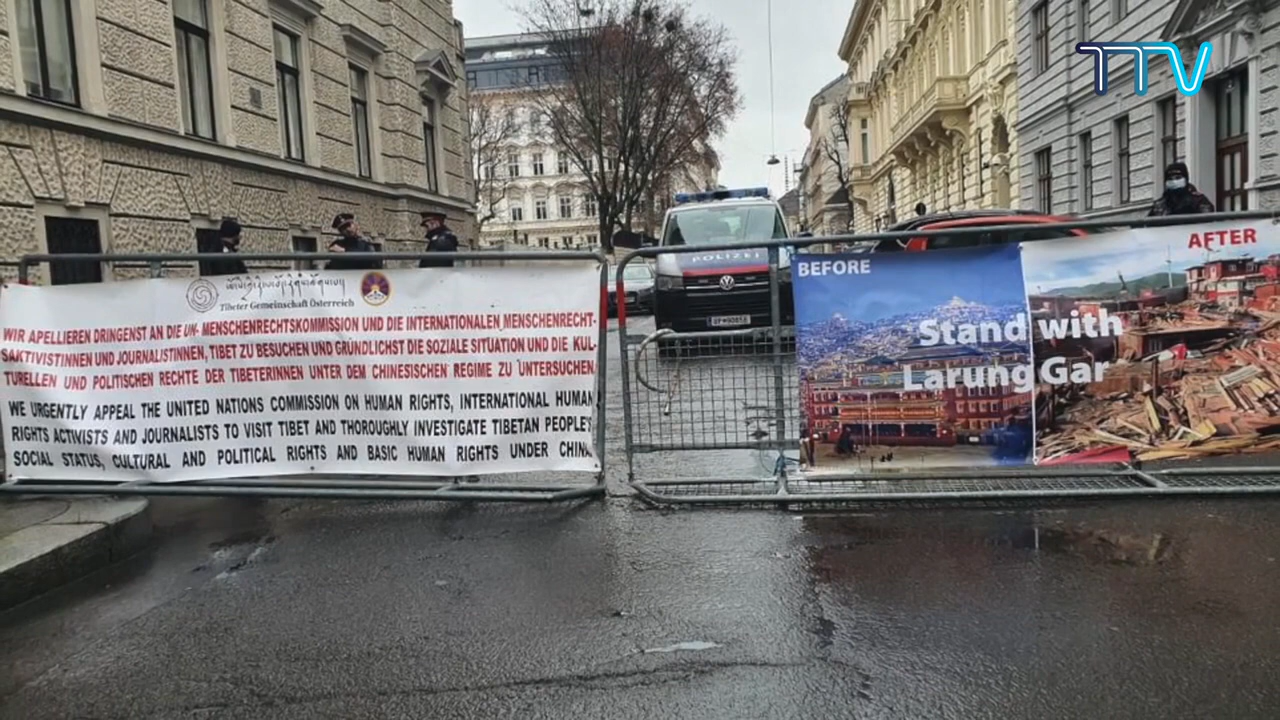 TTV
Tibeter Gemeinschaft Österreich
WIR APELLIEREN DRINGENST AN DIE UN- MENSCHENRECHTSKOMMISSION UND DIE INTERNATIONALEN MENSCHENRECHT-
SAKTIVISTINNEN UND JOURNALISTINNEN, TIBET ZU BESUCHEN UND GRÜNDLICHST DIE SOZIALE SITUATION UND DIE KUL-
TURELLEN UND POLITISCHEN RECHTE DER TIBETERINNEN UNTER DEM CHINESISCHEN REGIME ZU UNTERSUCHEN
WE URGENTLY APPEAL THE UNITED NATIONS COMMISSION ON HUMAN RIGHTS, INTERNATIONAL HUMAN
RIGHTS ACTIVISTS AND JOURNALISTS TO VISIT TIBET AND THOROUGHLY INVESTIGATE TIBETAN PEOPLE'S
SOCIAL STATUS, CULTURAL AND POLITICAL RIGHTS AND BASIC HUMAN RIGHTS UNDER CHINA
POLIZEI
BEFORE
AFTER
Stand with
Larung Gar